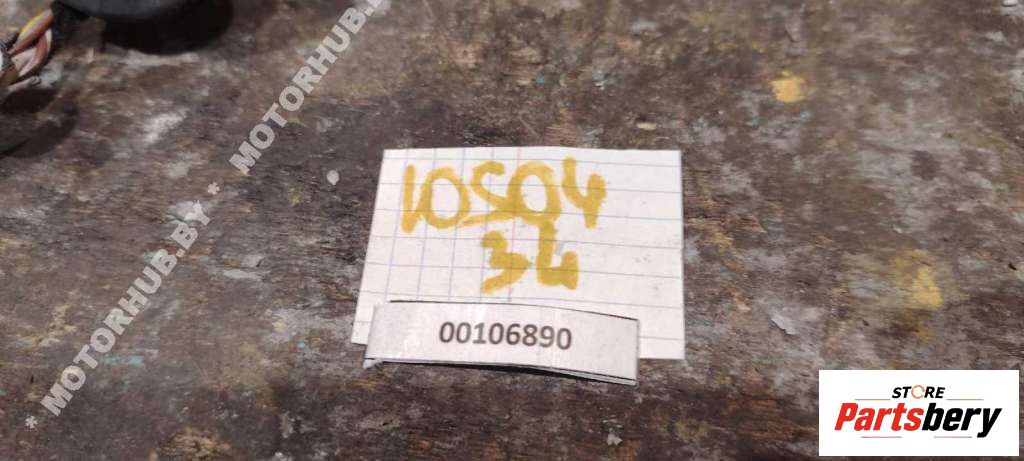 * MOTORHUB.BY * MOTORHUB.BY
10504
34
00106890
STORE
Partsbery